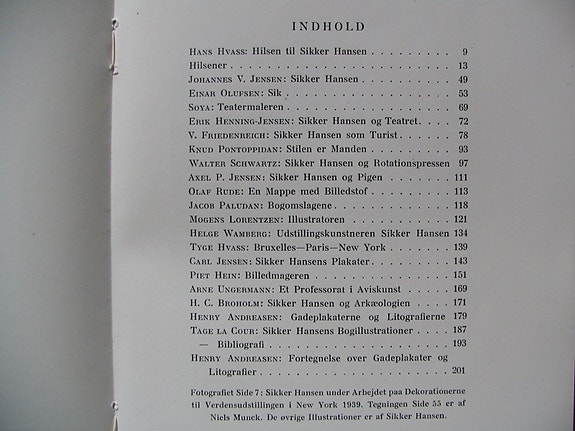 INDHOLD
HANS HVASS: Hilsen til Sikker Hansen . . . . . . . . . 9
Hilsener . . . . . . . . . . . . . . . . . . . . . . . 13
JOHANNES V. JENSEN: Sikker Hansen . . . . . . . . . . 49
EINAR OLUFSEN: Sik . . . . . . . . . . . . . . . . . . 53
SOYA: Teatermaleren . . . . . . . . . . . . . . . . . 69
ERIK HENNING-JENSEN: Sikker Hansen og Teatret. . . . 72
V. FRIEDENREICH: Sikker Hansen som Turist. . . . . . 78
KNUD PONTOPPIDAN: Stilen er Manden . . . . . . . . . 93
WALTER SCHWARTZ: Sikker Hansen og Rotationspressen 97
AXEL P. JENSEN: Sikker Hansen og Pigen . . . . . . . 111
OLAF RUDE: En Mappe med Billedstof . . . . . . . . . 113
JACOB PALUDAN: Bogomslagene . . . . . . . . . . . . . 118
MOGENS LORENTZEN: Illustratoren . . . . . . . . . . . 121
HELGE WAMBERG: Udstillingskunstneren Sikker Hansen 134
TYGE HVASS: Bruxelles—Paris—New York . . . . . . . . 139
CARL JENSEN: Sikker Hansens Plakater . . . . . . . . 143
PIET HEIN: Billedmageren . . . . . . . . . . . . . . 151
ARNE UNGERMANN: Et Professorat i Aviskunst . . . . . 169
H. C. BROHOLM: Sikker Hansen og Arkæologien . . . . 171
HENRY ANDREASEN: Gadeplakaterne og Litografierne 179
TAGE LA COUR: Sikker Hansens Bogillustrationer . . . 187
— Bibliografi . . . . . . . . . . . . . . . . . . . . 193
HENRY ANDREASEN: Fortegnelse over Gadeplakater og
Litografier . . . . . . . . . . . . . . . . . . . . . 201
Fotografiet Side 7: Sikker Hansen under Arbejdet paa Dekorationerne
til Verdensudstillingen i New York 1939. Tegningen Side 55 er af
Niels Munck. De øvrige Illustrationer er af Sikker Hansen.